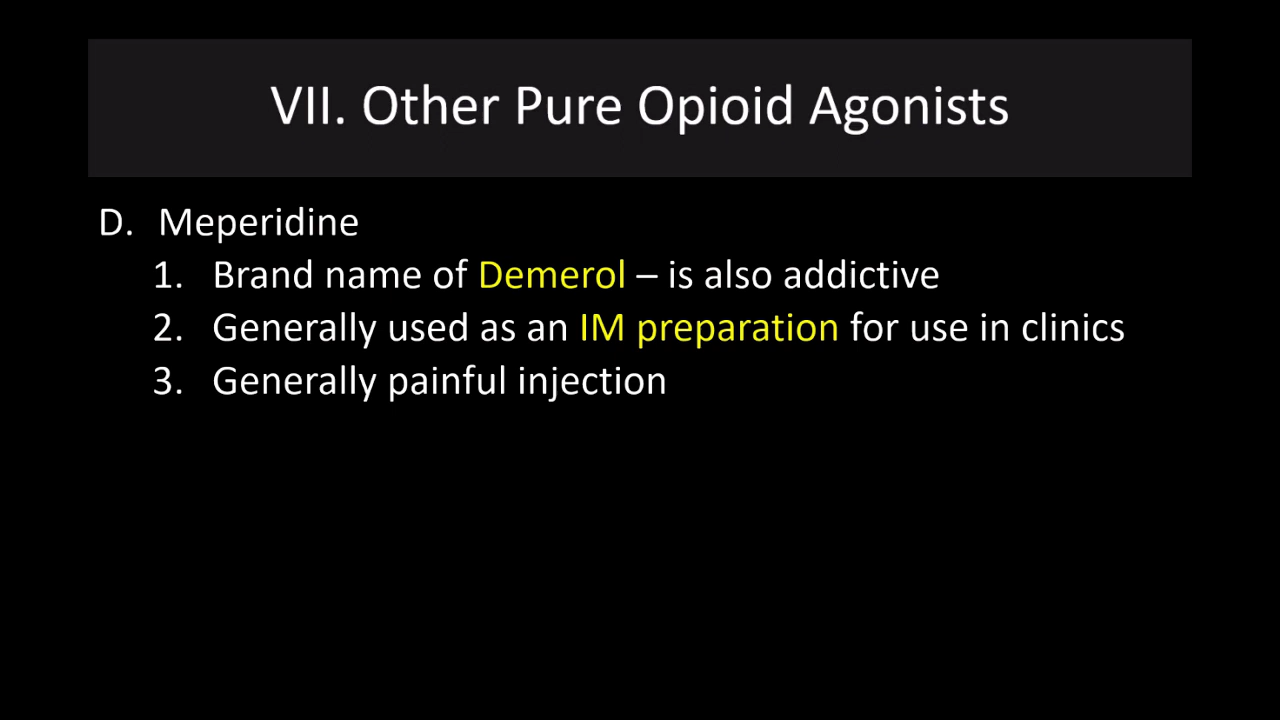 VII. Other Pure Opioid Agonists
D. Meperidine
1. Brand name of Demerol – is also addictive
2. Generally used as an IM preparation for use in clinics
3. Generally painful injection